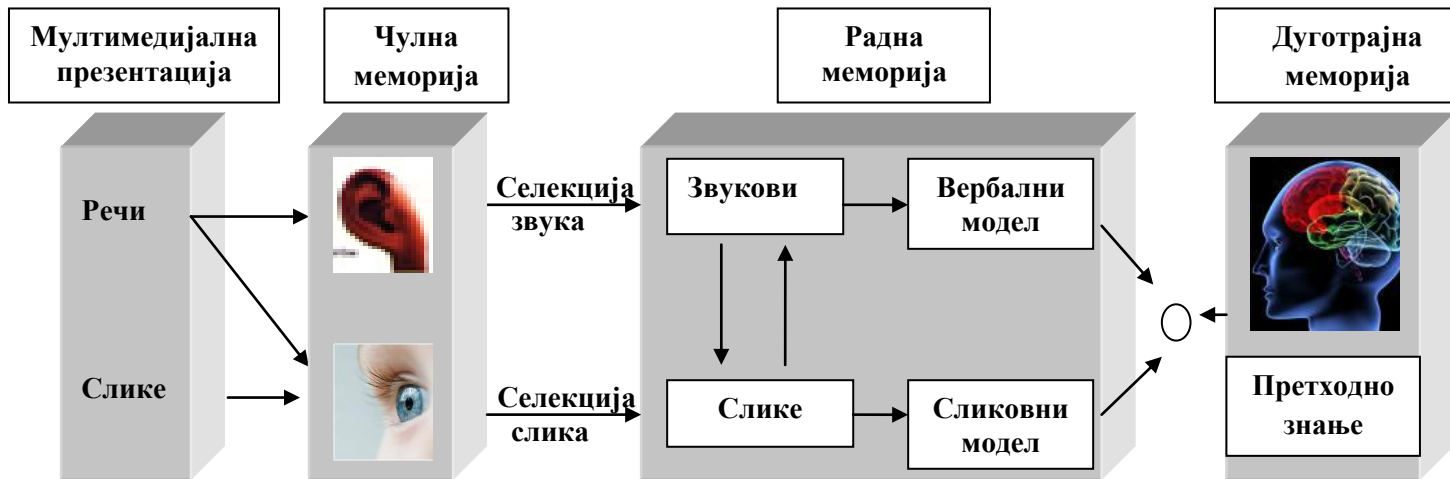 Мултимедијална
презентација
Чулна
меморија
Радна
меморија
Дуготрајна
меморија
Речи
Слике
Селекција
звука
Селекција
слика
Звукови
Вербални
модел
Слике
Сликовни
модел
Претходно
знање